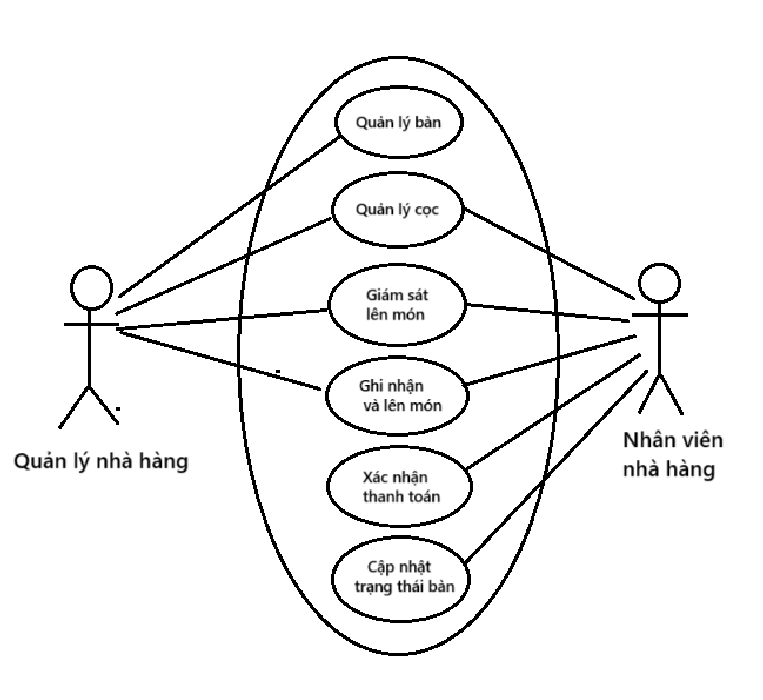 Quản lý bàn
Quản lý cọc
Giám sát
lên món
Ghi nhận
và lên món
Quản lý nhà hàng
Nhân viên
nhà hàng
Xác nhận
thanh toán
Cập nhật
trạng thái bàn